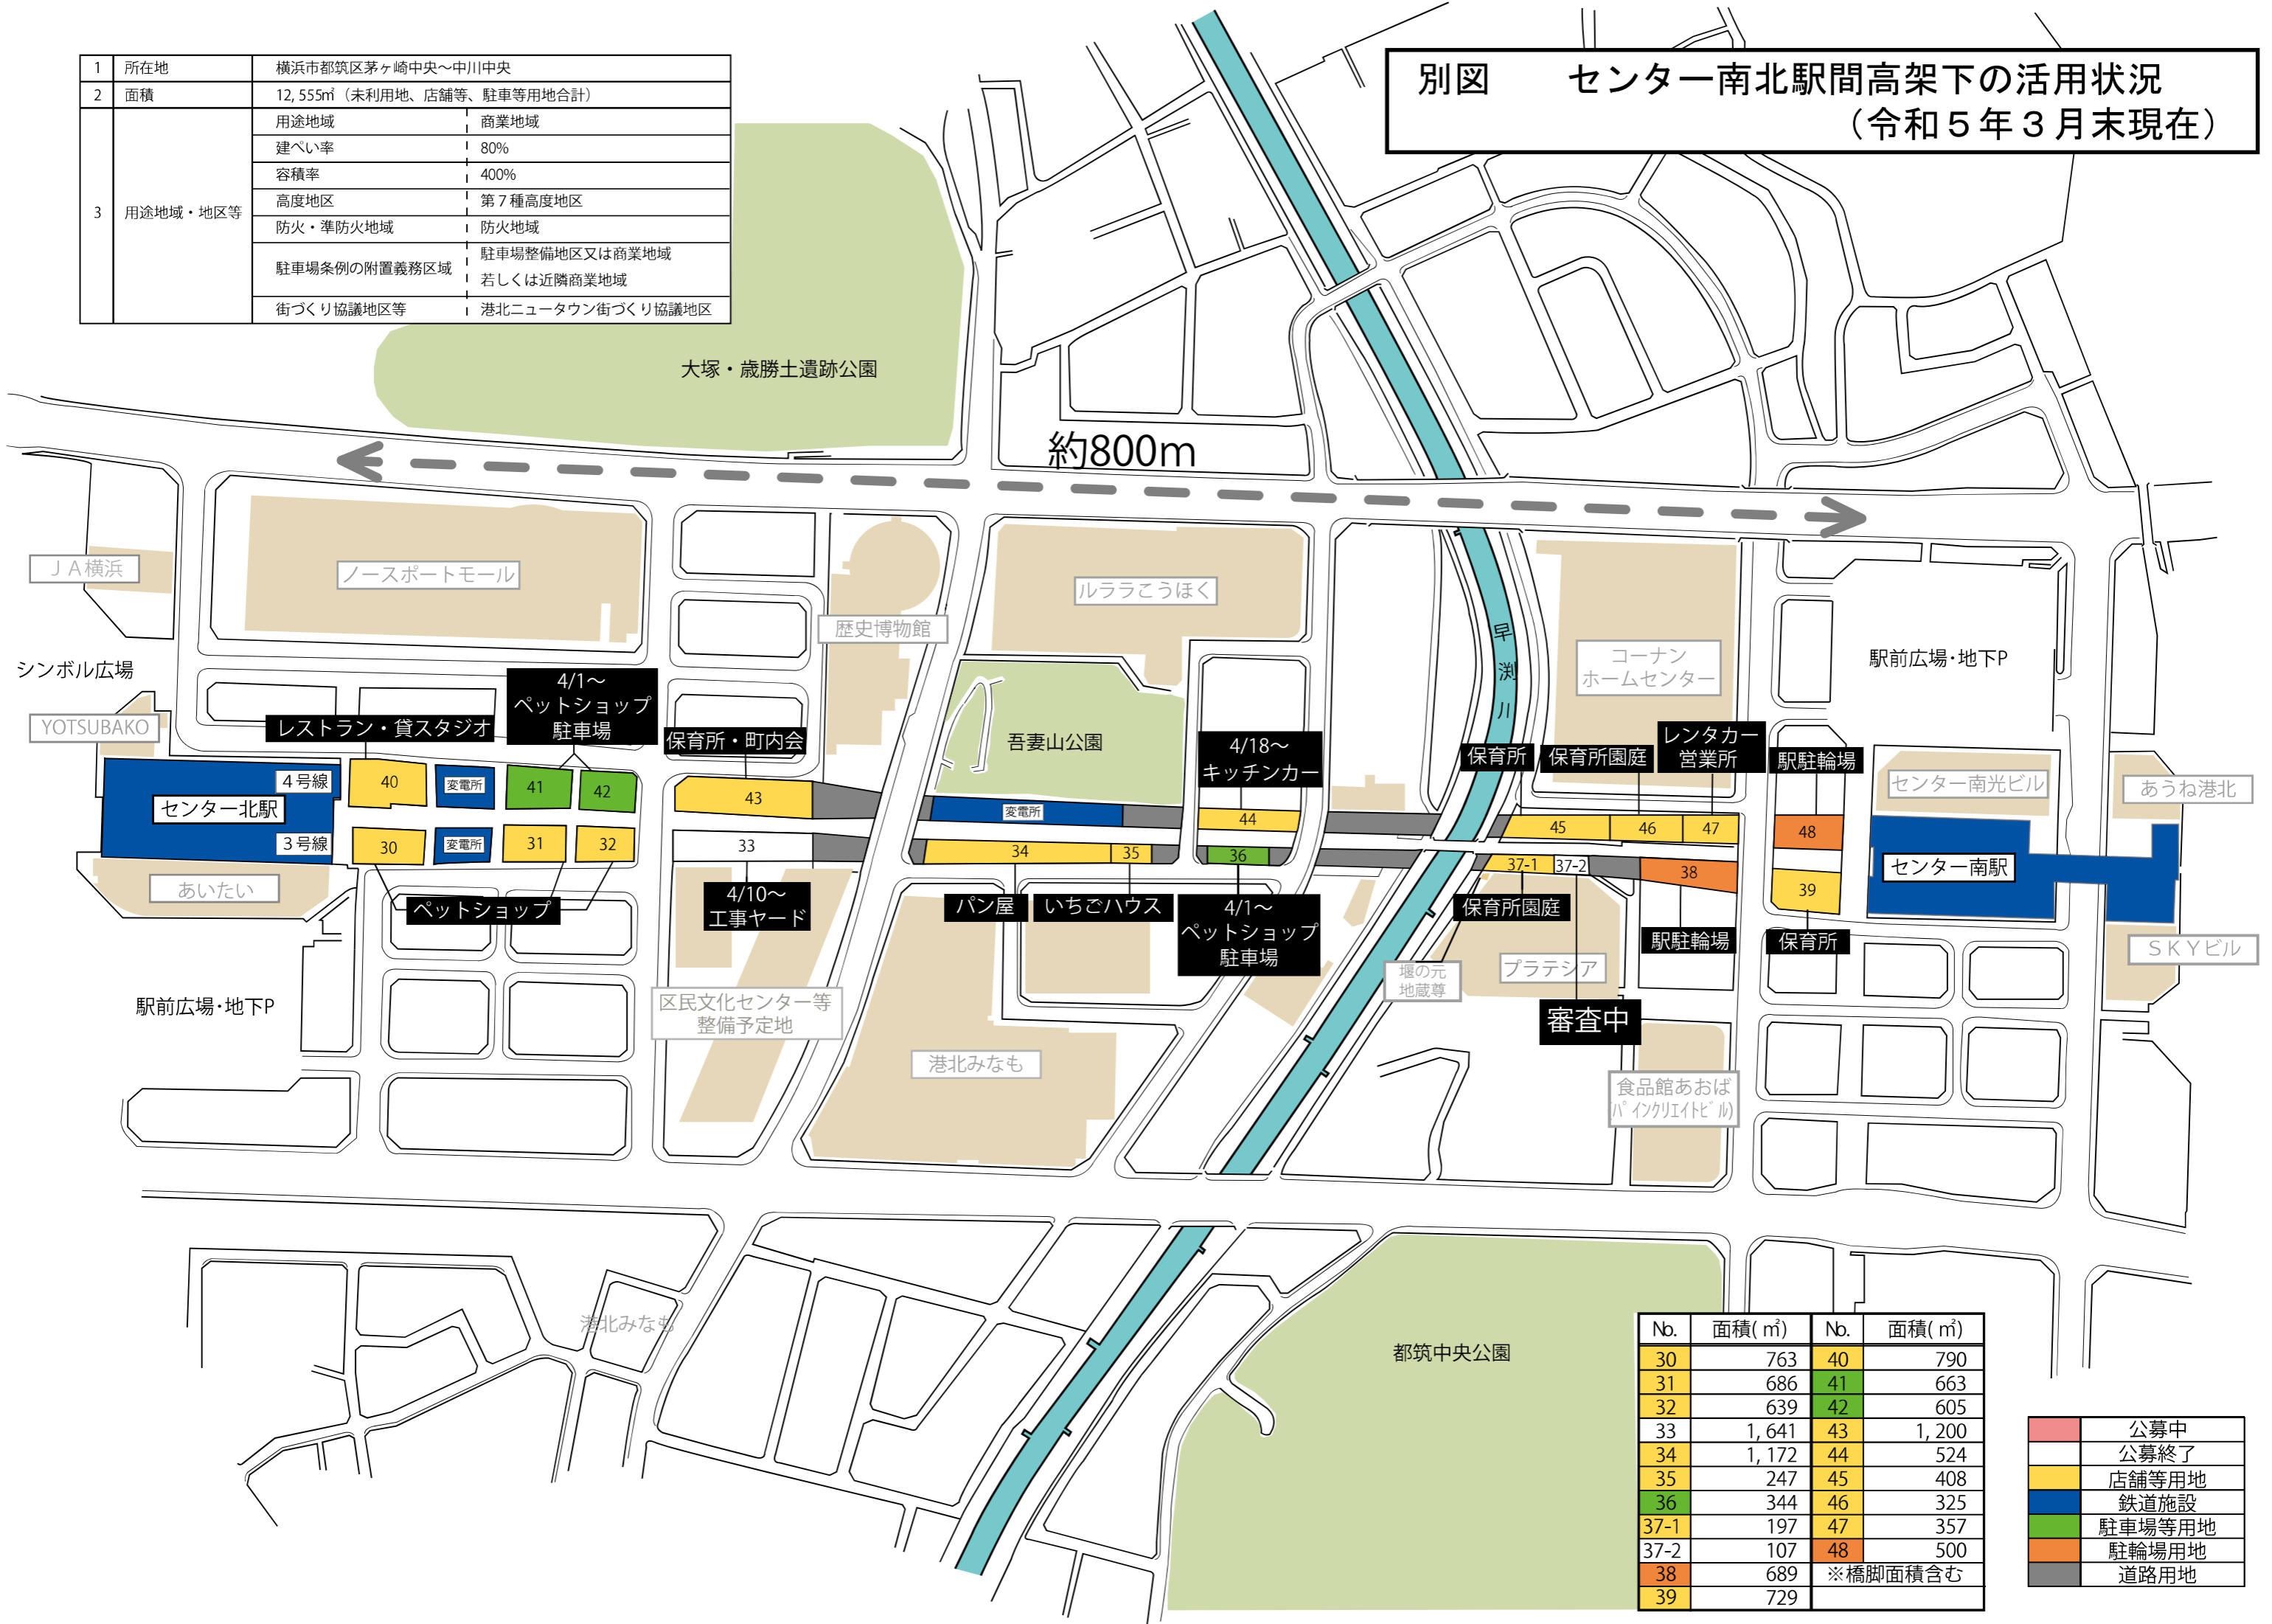 別図　センター南北駅間高架下の活用状況
（令和５年３月末現在）
1 所在地 横浜市都筑区茅ヶ崎中央～中川中央
2 面積 12,555㎡（未利用地、店舗等、駐車等用地合計）
3 用途地域・地区等
用途地域 商業地域
建ぺい率 80%
容積率 400%
高度地区 第７種高度地区
防火・準防火地域 防火地域
駐車場条例の附置義務区域 駐車場整備地区又は商業地域
若しくは近隣商業地域
街づくり協議地区等 港北ニュータウン街づくり協議地区
大塚・歳勝土遺跡公園
約800m
ＪＡ横浜
ノースポートモール
歴史博物館
ルララこうほく
早渕川
コーナン
ホームセンター
駅前広場・地下P
シンボル広場
YOTSUBAKO
レストラン・貸スタジオ
4/1～
ペットショップ
駐車場
保育所・町内会
吾妻山公園
4/18～
キッチンカー
保育所
保育所園庭
レンタカー
営業所
駅駐輪場
センター南光ビル
あうね港北
４号線
センター北駅
３号線
40
変電所
41
42
43
変電所
44
45
46
47
48
30
変電所
31
32
33
34
35
36
37-1
37-2
38
39
センター南駅
あいたい
ペットショップ
4/10～
工事ヤード
パン屋
いちごハウス
4/1～
ペットショップ
駐車場
保育所園庭
駅駐輪場
保育所
ＳＫＹビル
堰の元
地蔵尊
プラテシア
審査中
駅前広場・地下P
区民文化センター等
整備予定地
港北みなも
食品館あおば
(ﾊﾟｲﾝｸﾘｴｲﾄﾋﾞﾙ)
港北みなも
都筑中央公園
No. 面積(㎡) No. 面積(㎡)
30 763 40 790
31 686 41 663
32 639 42 605
33 1,641 43 1,200
34 1,172 44 524
35 247 45 408
36 344 46 325
37-1 197 47 357
37-2 107 48 500
38 689 ※橋脚面積含む
39 729
公募中
公募終了
店舗等用地
鉄道施設
駐車場等用地
駐輪場用地
道路用地